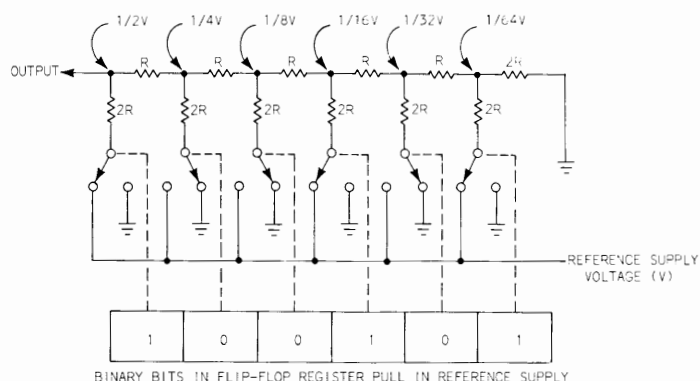 1/2V 1/4V 1/8V 1/16V 1/32V 1/64V
OUTPUT R R R R R 2R
2R 2R 2R 2R 2R 2R
REFERENCE SUPPLY
VOLTAGE (V)
1 0 0 1 0 1
BINARY BITS IN FLIP-FLOP REGISTER PULL IN REFERENCE SUPPLY